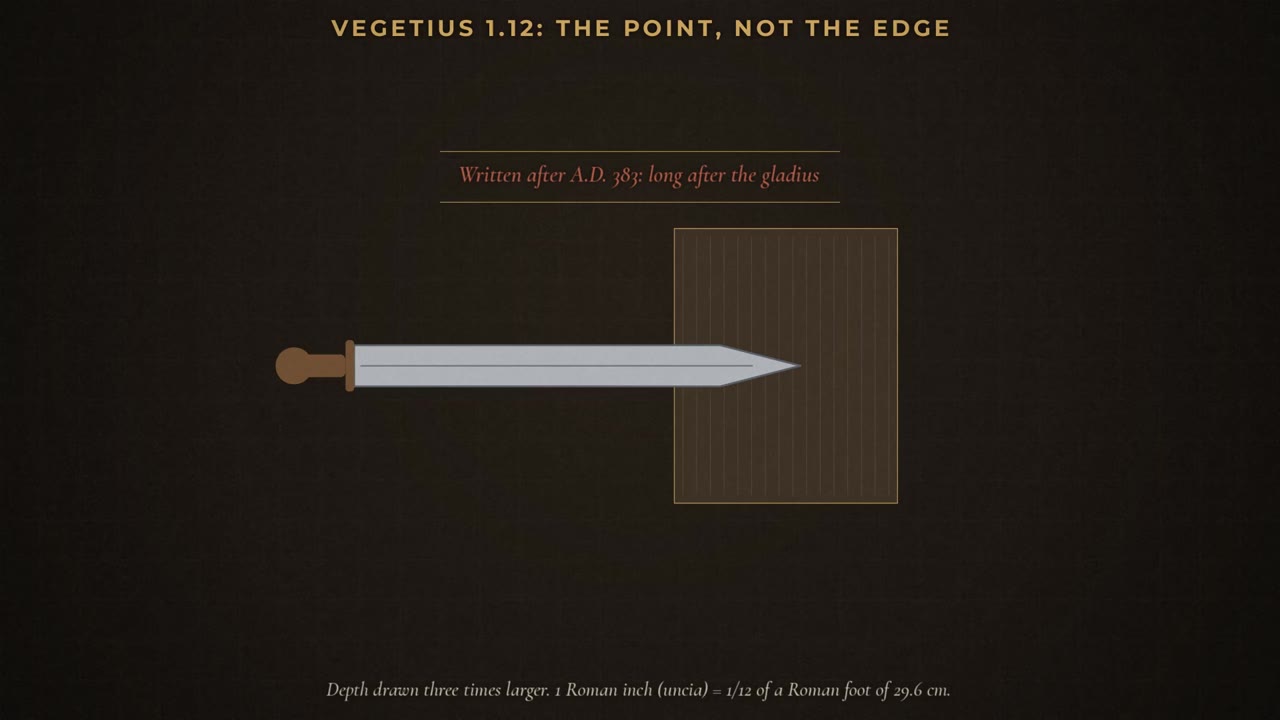 VEGETIUS 1.12: THE POINT, NOT THE EDGE
Written after A.D. 383: long after the gladius
Depth drawn three times larger. 1 Roman inch (uncia) = 1/12 of a Roman foot of 29.6 cm.